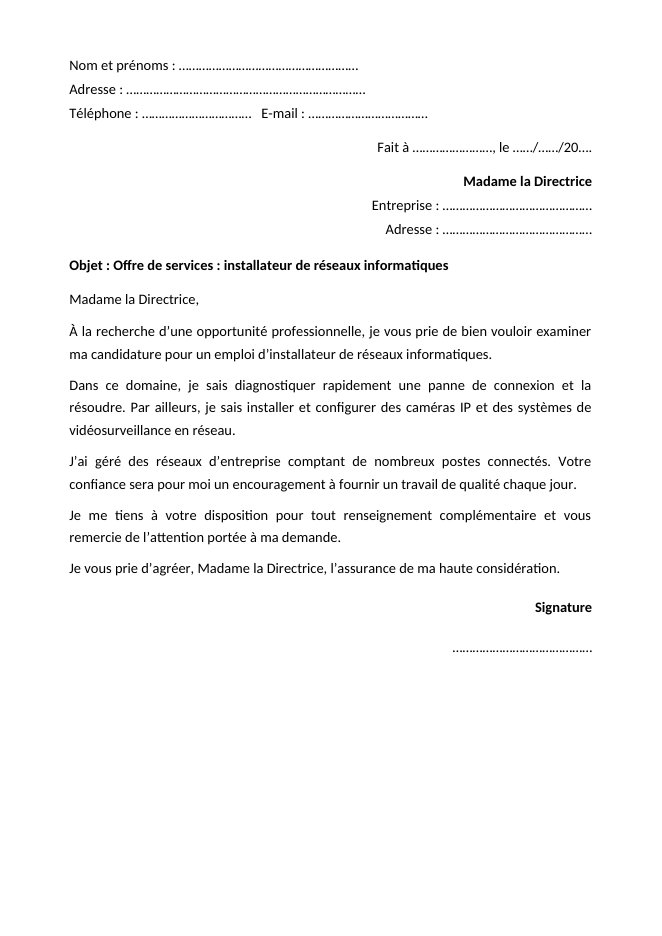 Nom et prénoms : ……………………………………………
Adresse : ……………………………………………………………
Téléphone : …………………………. E-mail : …………………………….
Fait à ……………………, le ……/……/20….
Madame la Directrice
Entreprise : ………………………………………
Adresse : ………………………………………
Objet : Offre de services : installateur de réseaux informatiques
Madame la Directrice,
À la recherche d’une opportunité professionnelle, je vous prie de bien vouloir examiner
ma candidature pour un emploi d’installateur de réseaux informatiques.
Dans ce domaine, je sais diagnostiquer rapidement une panne de connexion et la
résoudre. Par ailleurs, je sais installer et configurer des caméras IP et des systèmes de
vidéosurveillance en réseau.
J’ai géré des réseaux d’entreprise comptant de nombreux postes connectés. Votre
confiance sera pour moi un encouragement à fournir un travail de qualité chaque jour.
Je me tiens à votre disposition pour tout renseignement complémentaire et vous
remercie de l’attention portée à ma demande.
Je vous prie d’agréer, Madame la Directrice, l’assurance de ma haute considération.
Signature
……………………………………